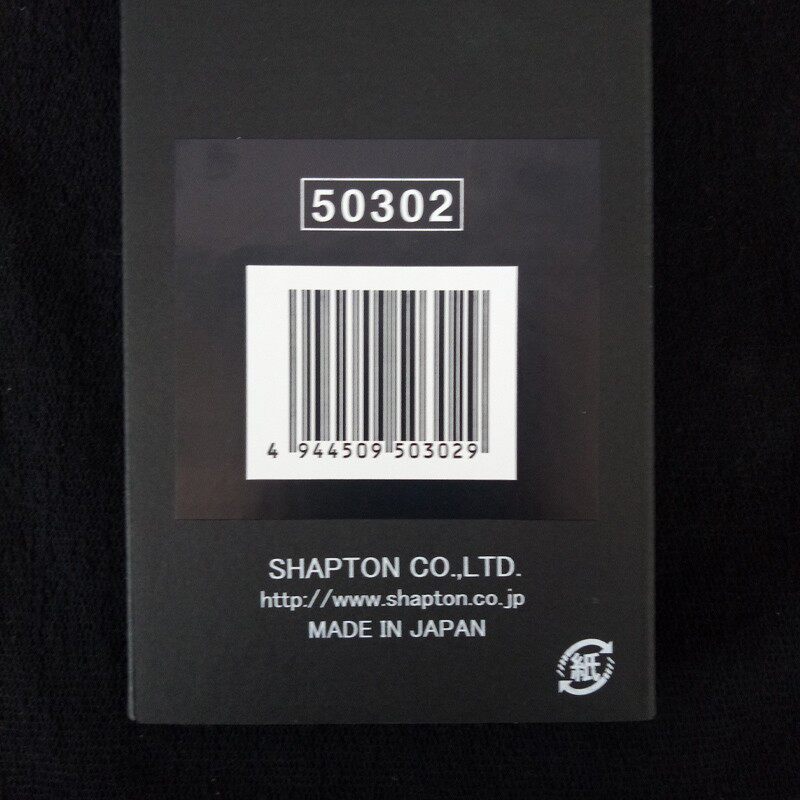 50302
4 944509 503029
SHAPTON CO.,LTD.
http://www.shapton.co.jp
MADE IN JAPAN
紙